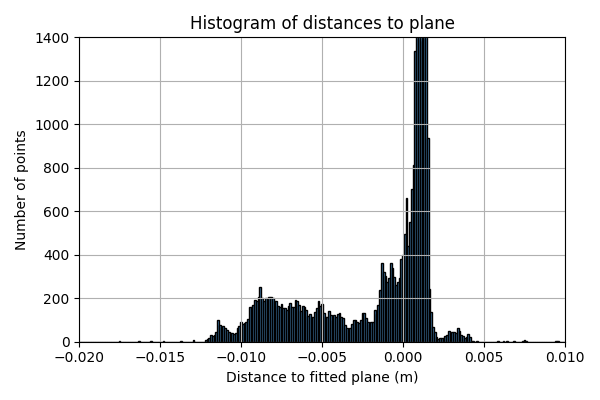 Histogram of distances to plane
1400
1200
1000
800
600
400
200
0
Number of points
−0.020 −0.015 −0.010 −0.005 0.000 0.005 0.010
Distance to fitted plane (m)